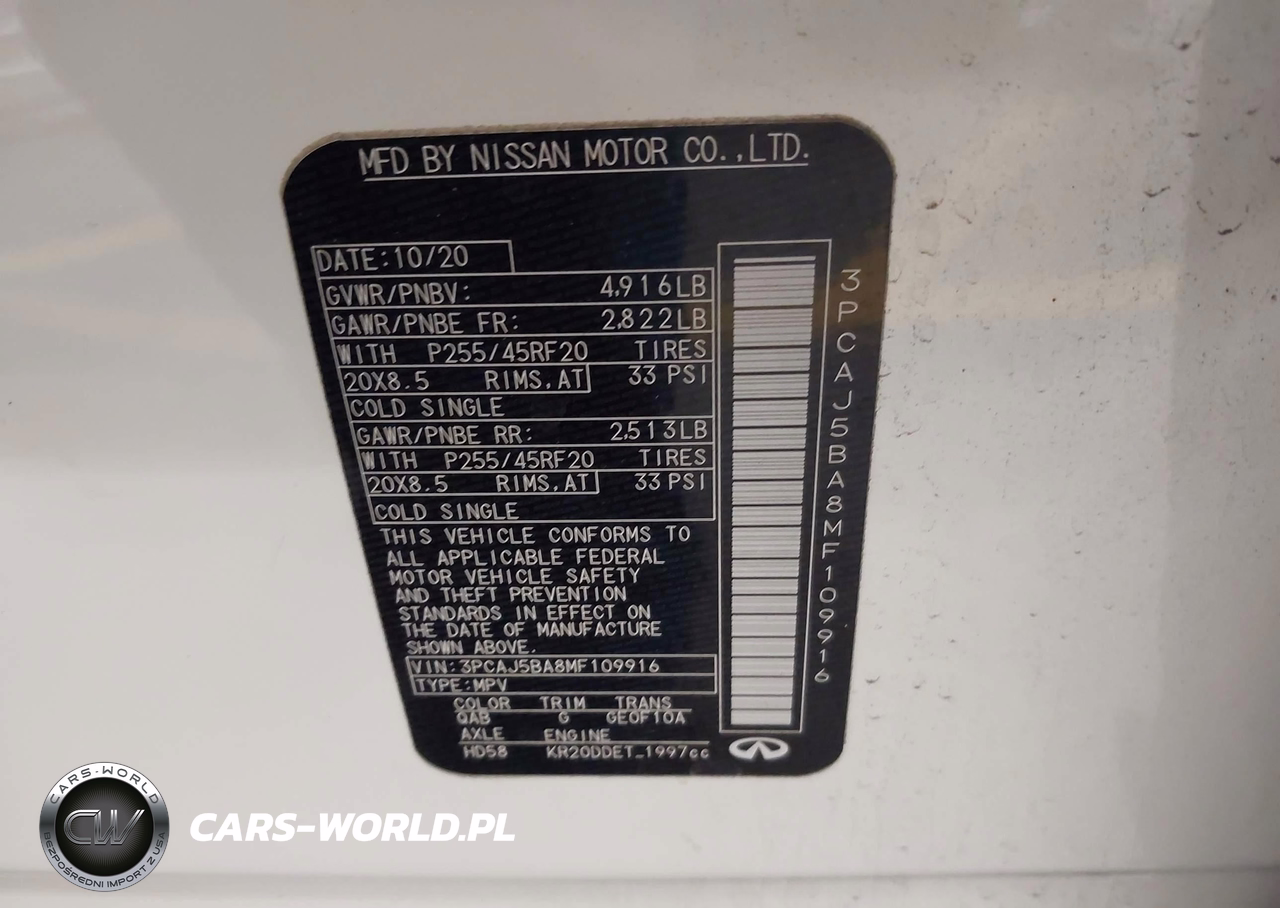 MFD BY NISSAN MOTOR CO.,LTD.
DATE:10/20
GVWR/PNBV: 4,916LB
GAWR/PNBE FR: 2,822LB
WITH P255/45RF20 TIRES
20X8.5 RIMS,AT 33 PSI
COLD SINGLE
GAWR/PNBE RR: 2,513LB
WITH P255/45RF20 TIRES
20X8.5 RIMS,AT 33 PSI
COLD SINGLE
THIS VEHICLE CONFORMS TO
ALL APPLICABLE FEDERAL
MOTOR VEHICLE SAFETY
AND THEFT PREVENTION
STANDARDS IN EFFECT ON
THE DATE OF MANUFACTURE
SHOWN ABOVE.
VIN:3PCAJ5BA8MF109916
TYPE:MPV
COLOR TRIM TRANS
QAB G GE0F10A
AXLE ENGINE
HD58 KR20DDET_1997cc
3PCAJ5BA8MF109916
CARS-WORLD
CW
BEZPOŚREDNI IMPORT Z USA
CARS-WORLD.PL